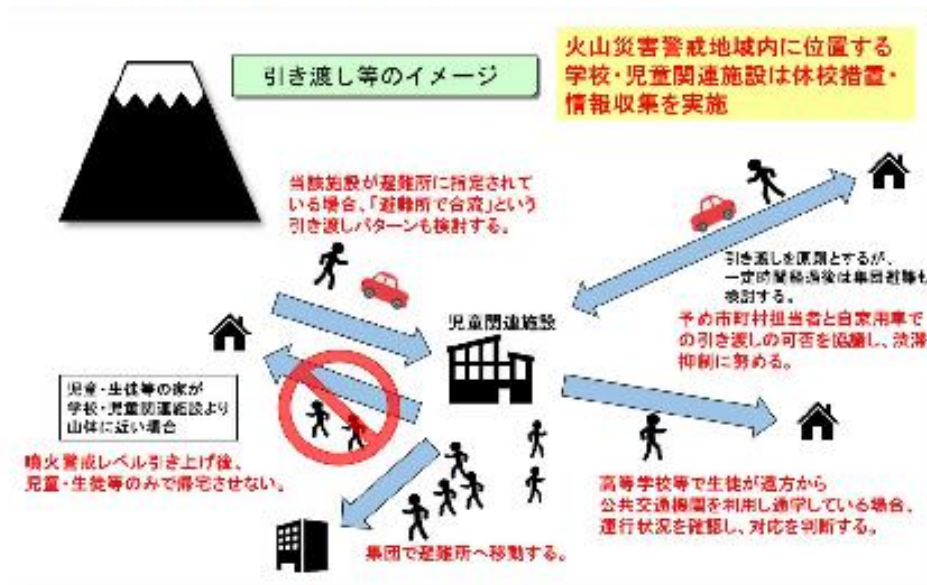 引き渡し等のイメージ
火山災害警戒地域内に位置する
学校・児童関連施設は休校措置・
情報収集を実施
当該施設が避難所に指定されて
いる場合、「避難所で合流」という
引き渡しパターンも検討する。
引き渡しを原則とするが、
一定時間経過後は集団避難も
検討する。
予め市町村担当者と自家用車で
の引き渡しの可否を協議し、渋滞
抑制に努める。
児童関連施設
児童・生徒等の家が
学校・児童関連施設より
山体に近い場合
噴火警戒レベル引き上げ後、
児童・生徒等のみで帰宅させない。
高等学校等で生徒が遠方から
公共交通機関を利用し通学している場合、
運行状況を確認し、対応を判断する。
集団で避難所へ移動する。